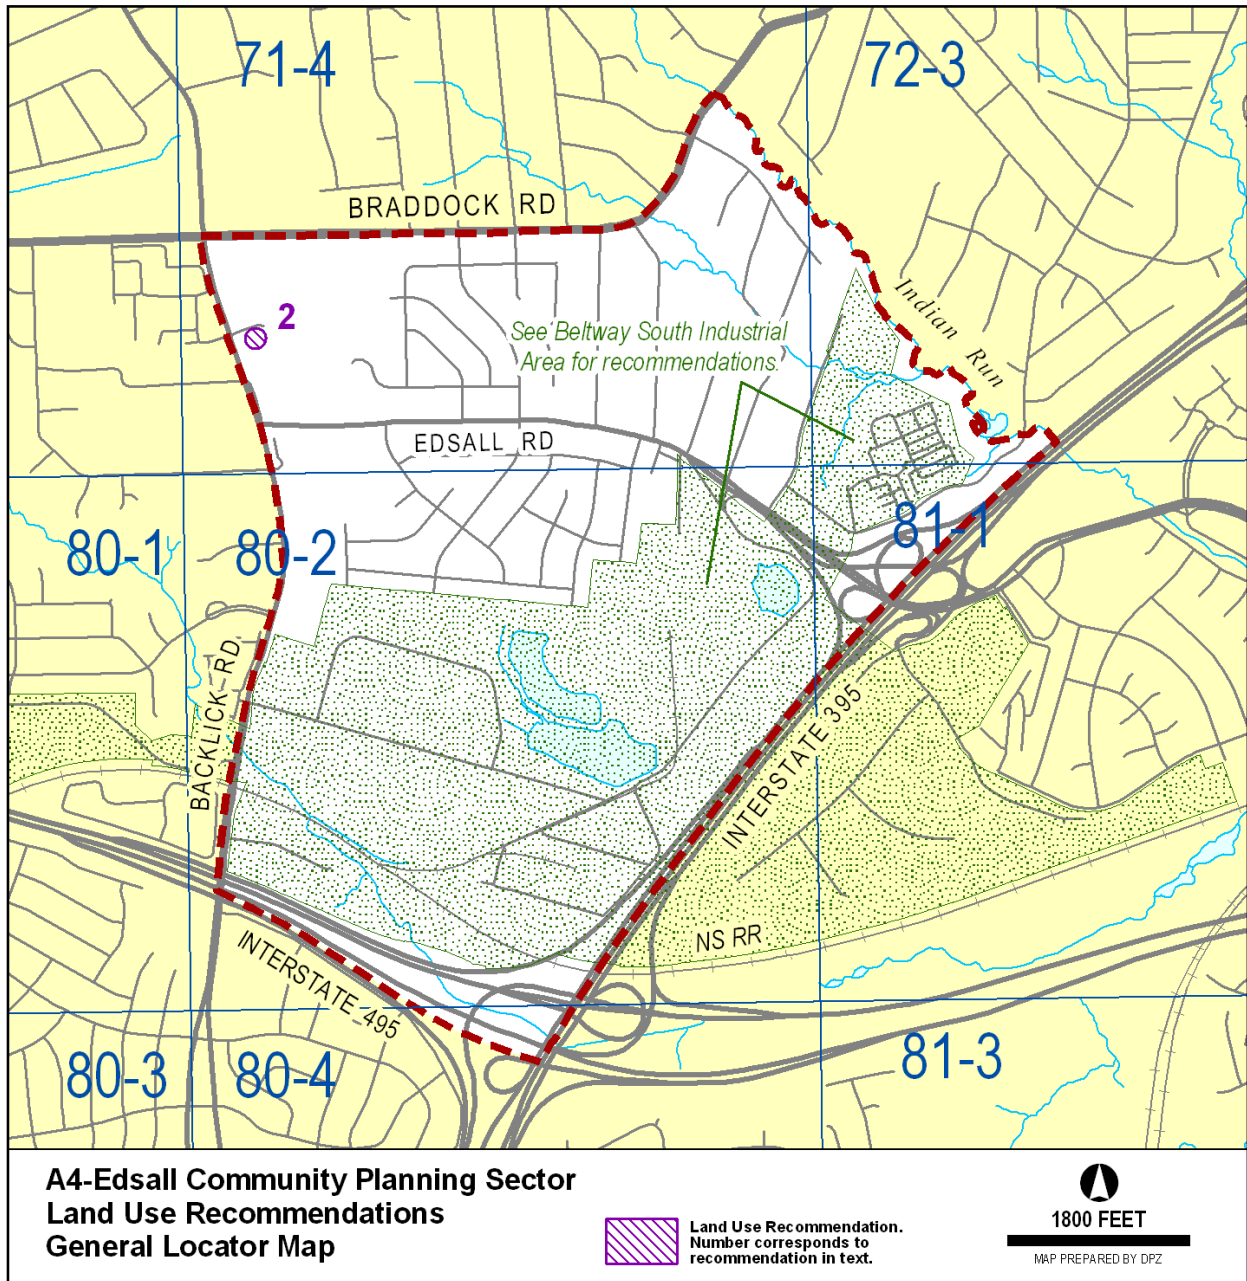 71-4
72-3
BRADDOCK RD
2
Indian Run
See Beltway South Industrial
Area for recommendations.
EDSALL RD
80-1
80-2
81-1
BACKLICK RD
INTERSTATE 395
NS RR
INTERSTATE 495
80-3
80-4
81-3
A4-Edsall Community Planning Sector
Land Use Recommendations
General Locator Map
Land Use Recommendation.
Number corresponds to
recommendation in text.
1800 FEET
MAP PREPARED BY DPZ